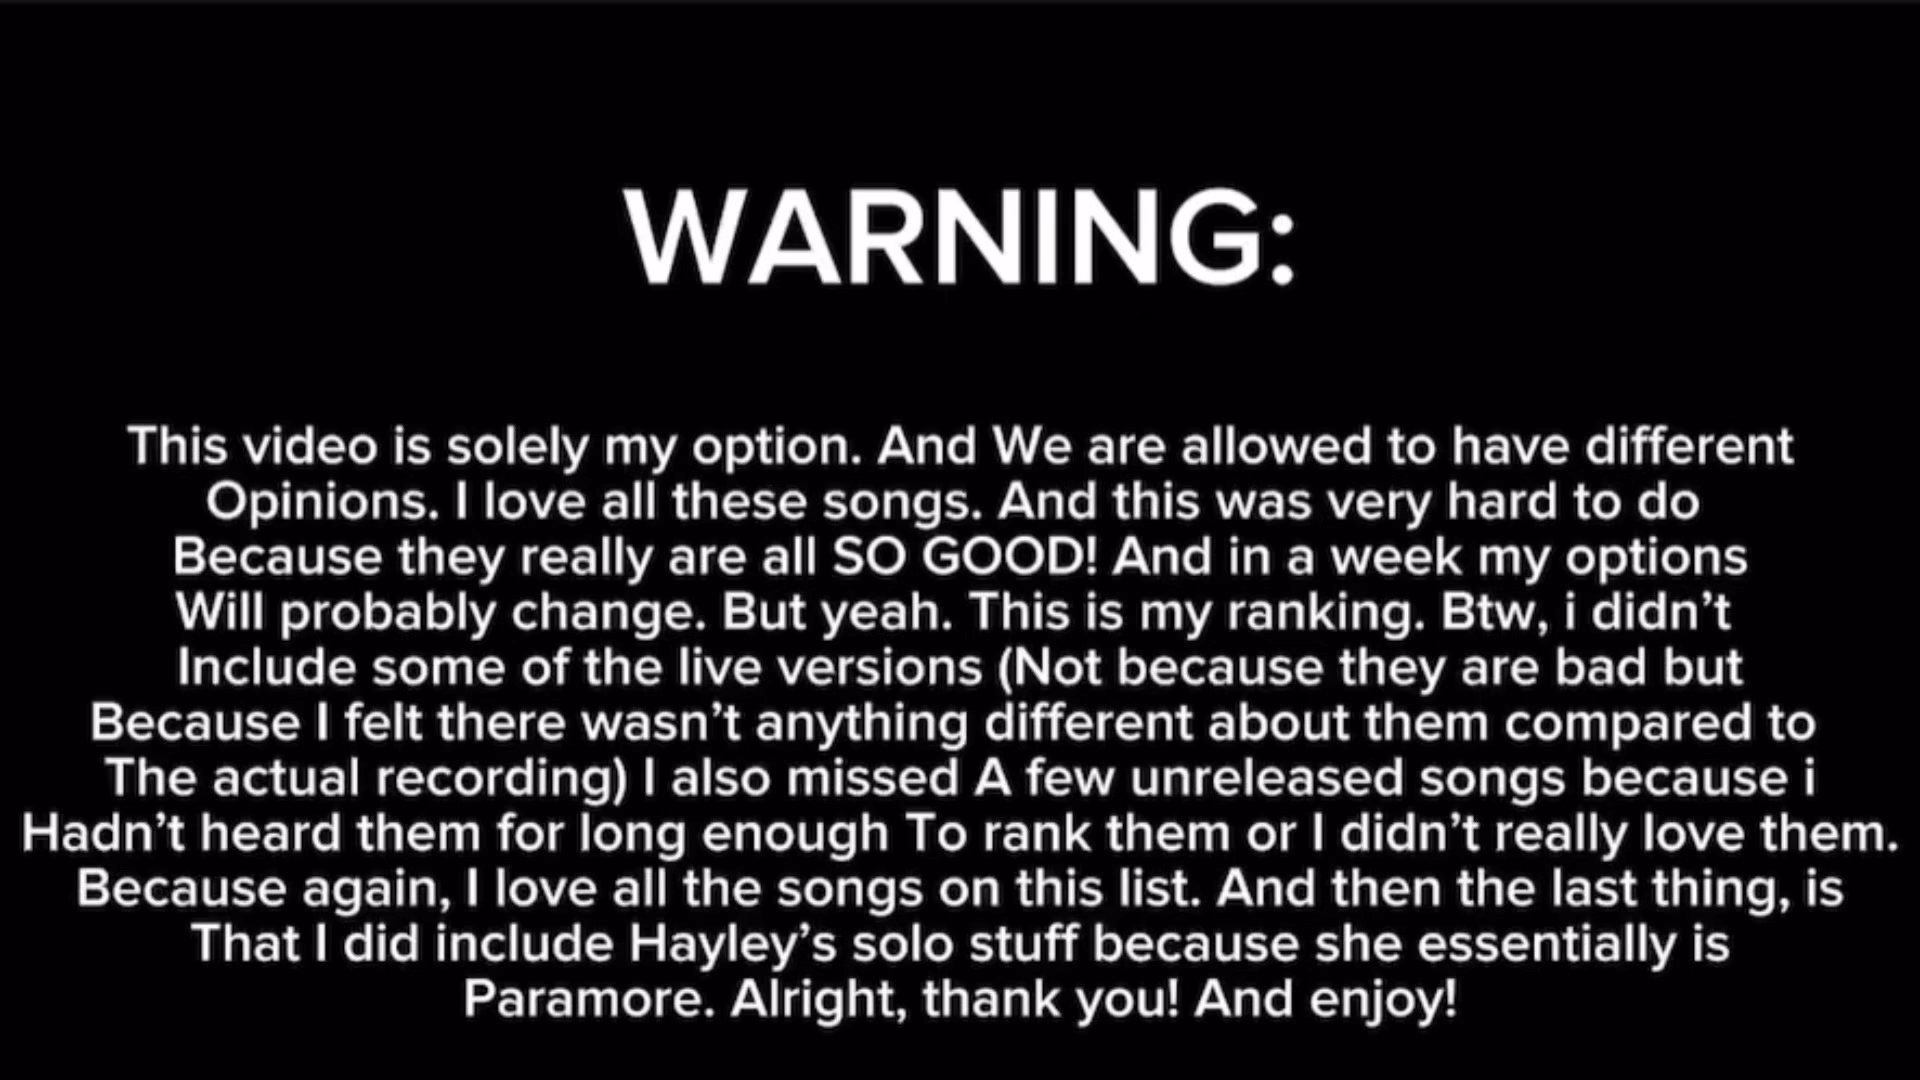 WARNING:
This video is solely my option. And We are allowed to have different
Opinions. I love all these songs. And this was very hard to do
Because they really are all SO GOOD! And in a week my options
Will probably change. But yeah. This is my ranking. Btw, i didn't
Include some of the live versions (Not because they are bad but
Because I felt there wasn't anything different about them compared to
The actual recording) I also missed A few unreleased songs because i
Hadn't heard them for long enough To rank them or I didn't really love them.
Because again, I love all the songs on this list. And then the last thing, is
That I did include Hayley's solo stuff because she essentially is
Paramore. Alright, thank you! And enjoy!